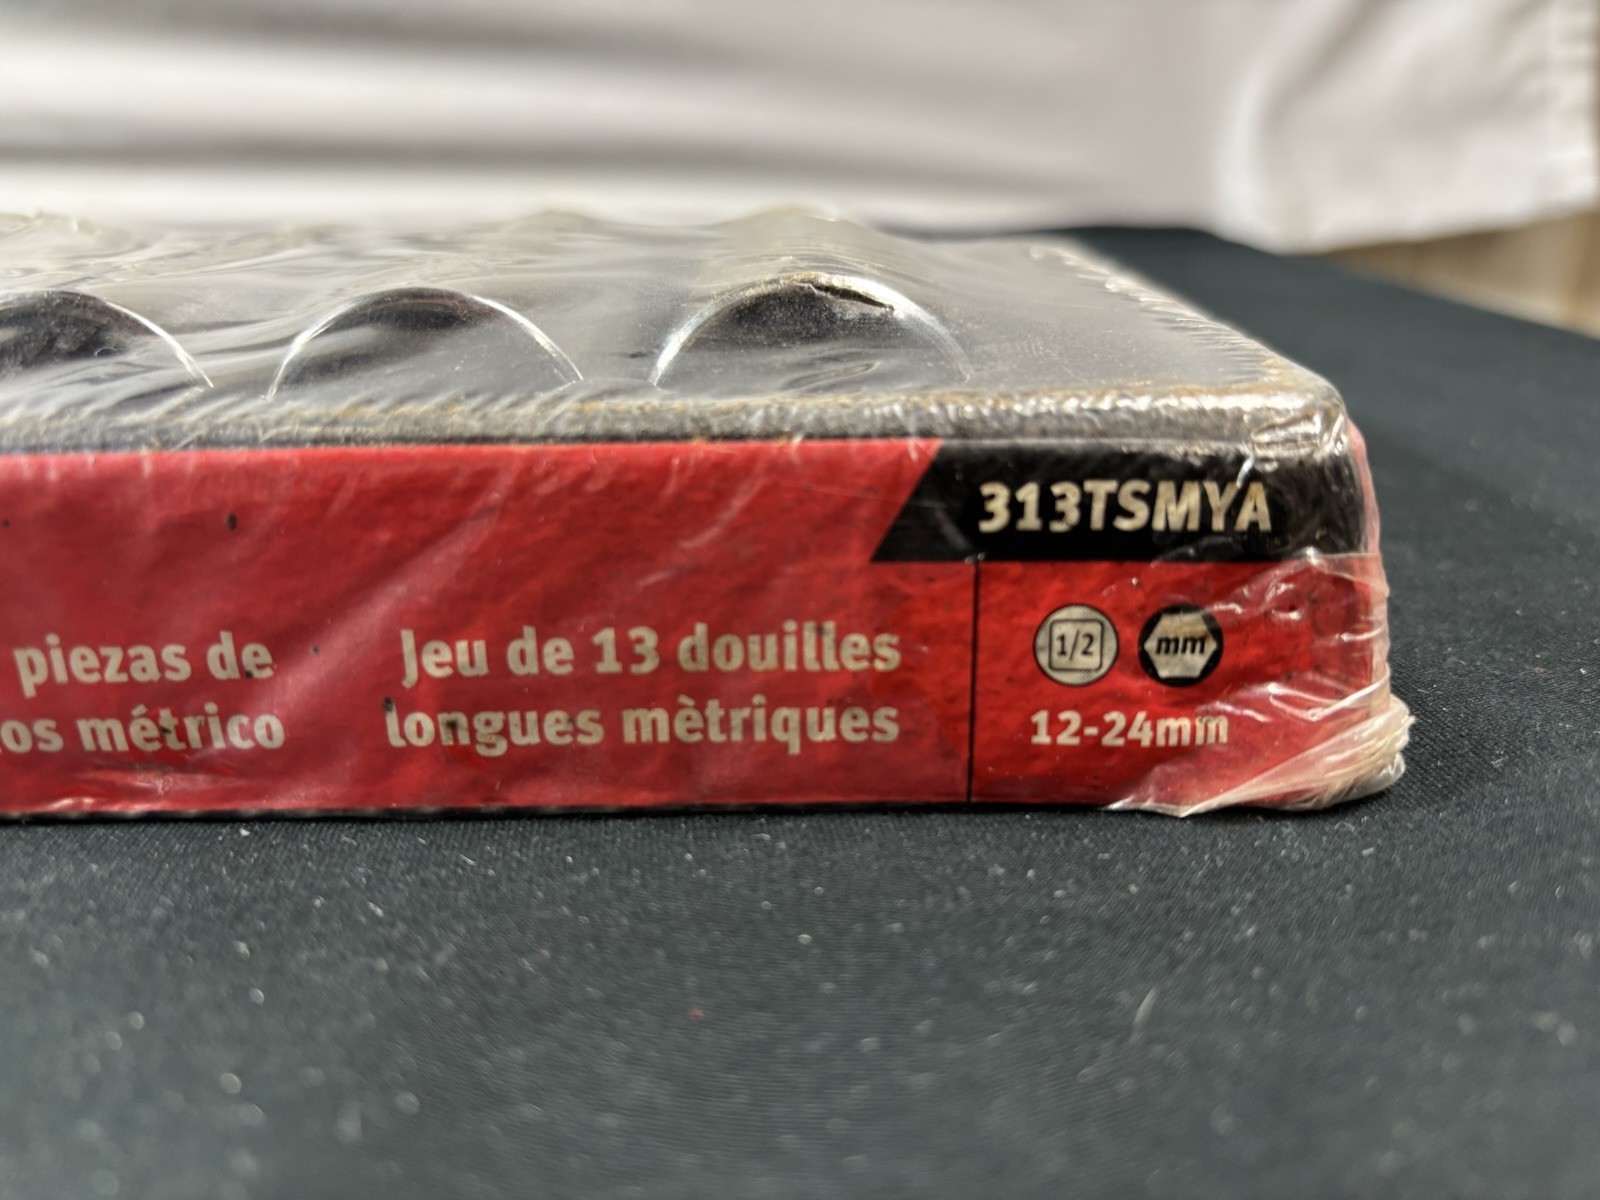 313TSMYA
piezas de
os métrico
Jeu de 13 douilles
longues mètriques
1/2 mm
12-24mm